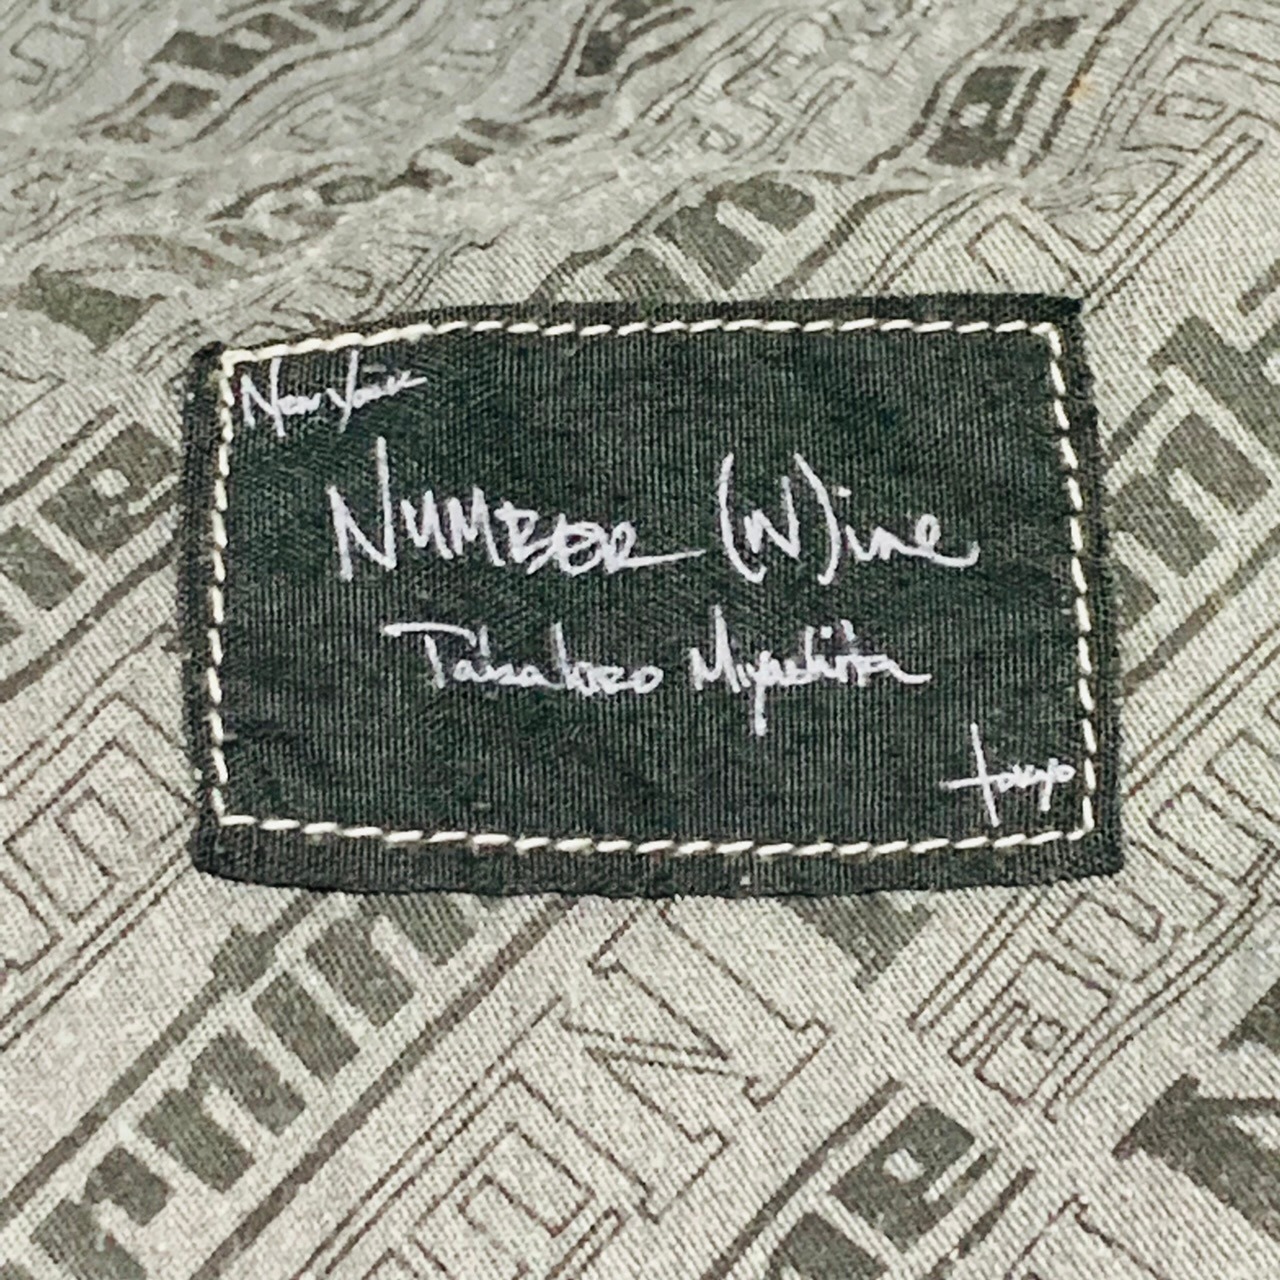 New York
NUMBER (N)ine
Takahiro Miyashita
tokyo